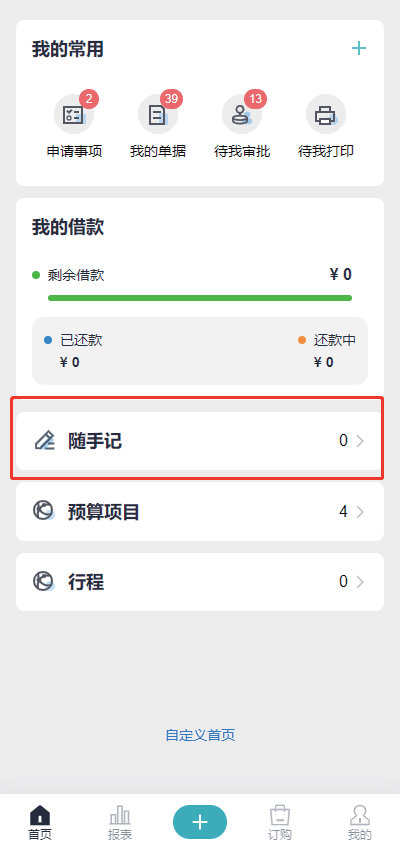 我的常用
2 39 13
申请事项 我的单据 待我审批 待我打印
我的借款
剩余借款 ¥ 0
已还款 还款中
¥ 0 ¥ 0
随手记 0
预算项目 4
行程 0
自定义首页
首页 报表 订购 我的